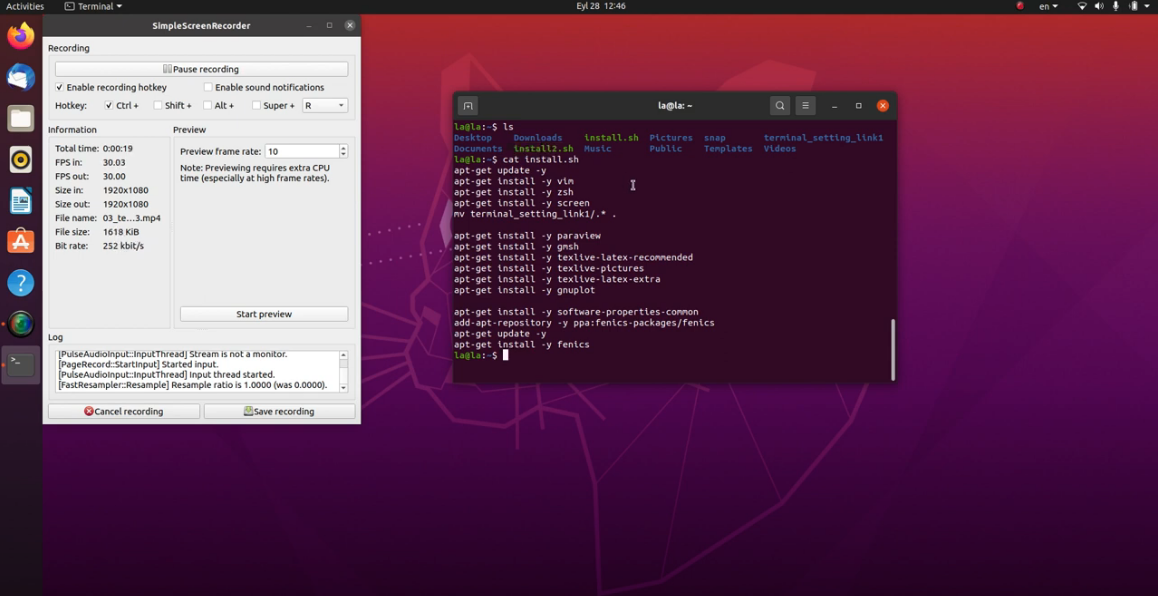 Activities
Terminal
Eyl 28 12:46
en
SimpleScreenRecorder
Recording
Pause recording
Enable recording hotkey
Enable sound notifications
Hotkey:
Ctrl +
Shift +
Alt +
Super +
R
Information
Total time: 0:00:19
FPS in: 30.03
FPS out: 30.00
Size in: 1920x1080
Size out: 1920x1080
File name: 03_te...3.mp4
File size: 1618 KiB
Bit rate: 252 kbit/s
Preview
Preview frame rate: 10
Note: Previewing requires extra CPU
time (especially at high frame rates).
Start preview
Log
[PulseAudioInput::InputThread] Stream is not a monitor.
[PageRecord::StartInput] Started input.
[PulseAudioInput::InputThread] Input thread started.
[FastResampler::Resample] Resample ratio is 1.0000 (was 0.0000).
Cancel recording
Save recording
la@la: ~
la@la:~$ ls
Desktop Downloads install.sh Pictures snap terminal_setting_link1
Documents install2.sh Music Public Templates Videos
la@la:~$ cat install.sh
apt-get update -y
apt-get install -y vim
apt-get install -y zsh
apt-get install -y screen
mv terminal_setting_link1/.* .
apt-get install -y paraview
apt-get install -y gmsh
apt-get install -y texlive-latex-recommended
apt-get install -y texlive-pictures
apt-get install -y texlive-latex-extra
apt-get install -y gnuplot
apt-get install -y software-properties-common
add-apt-repository -y ppa:fenics-packages/fenics
apt-get update -y
apt-get install -y fenics
la@la:~$